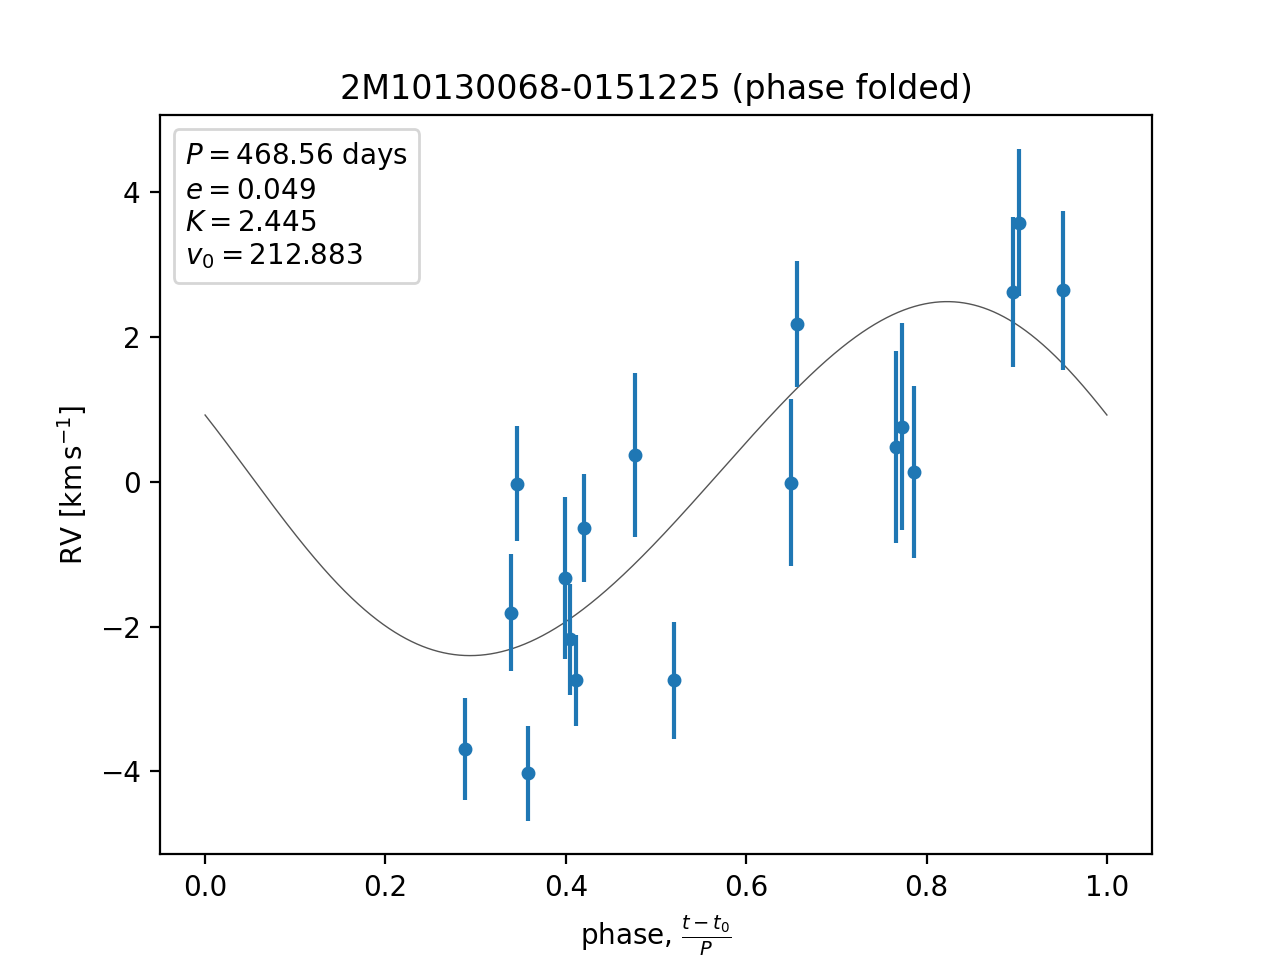 2M10130068-0151225 (phase folded)
P = 468.56 days
e = 0.049
K = 2.445
v₀ = 212.883
4
2
0
−2
−4
RV [km s⁻¹]
0.0 0.2 0.4 0.6 0.8 1.0
phase, (t − t₀)/P